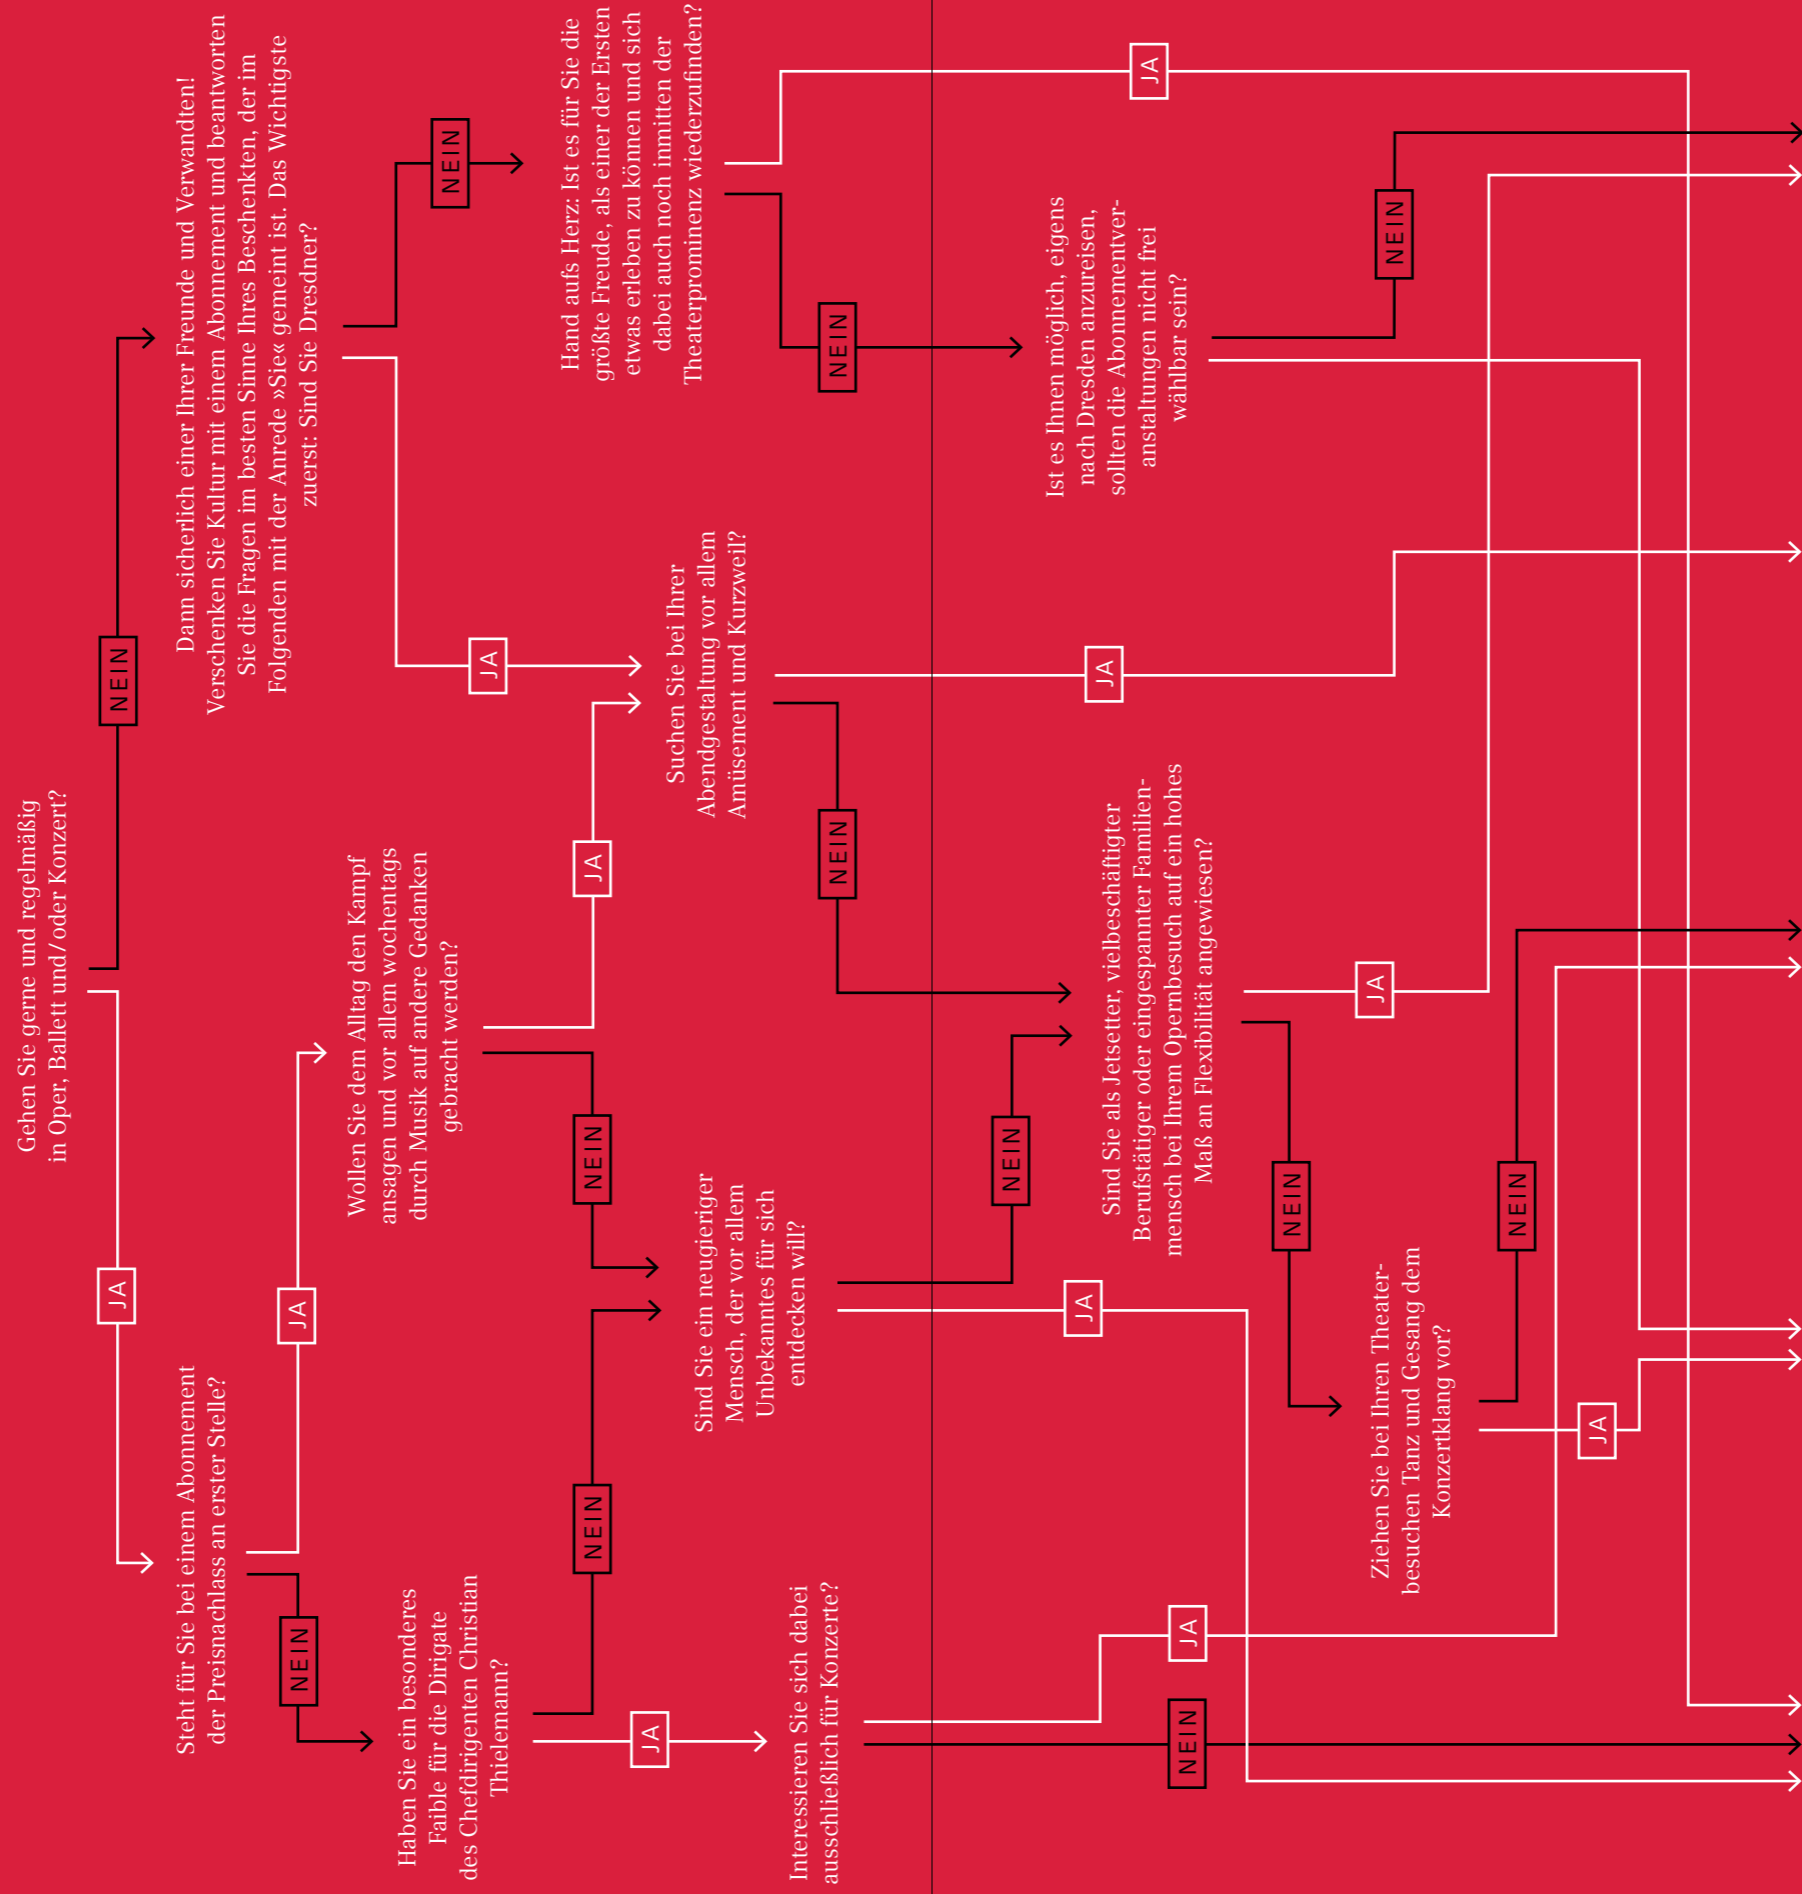 Gehen Sie gerne und regelmäßig
in Oper, Ballett und/oder Konzert?
JA
NEIN
Steht für Sie bei einem Abonnement
der Preisnachlass an erster Stelle?
Dann sicherlich einer Ihrer Freunde und Verwandten!
Verschenken Sie Kultur mit einem Abonnement und beantworten
Sie die Fragen im besten Sinne Ihres Beschenkten, der im
Folgenden mit der Anrede »Sie« gemeint ist. Das Wichtigste
zuerst: Sind Sie Dresdner?
NEIN
JA
JA
NEIN
Haben Sie ein besonderes
Faible für die Dirigate
des Chefdirigenten Christian
Thielemann?
Wollen Sie dem Alltag den Kampf
ansagen und vor allem wochentags
durch Musik auf andere Gedanken
gebracht werden?
Hand aufs Herz: Ist es für Sie die
größte Freude, als einer der Ersten
etwas erleben zu können und sich
dabei auch noch inmitten der
Theaterprominenz wiederzufinden?
JA
NEIN
NEIN
JA
Suchen Sie bei Ihrer
Abendgestaltung vor allem
Amüsement und Kurzweil?
Sind Sie ein neugieriger
Mensch, der vor allem
Unbekanntes für sich
entdecken will?
Interessieren Sie sich dabei
ausschließlich für Konzerte?
NEIN
NEIN
JA
NEIN
JA
JA
Ist es Ihnen möglich, eigens
nach Dresden anzureisen,
sollten die Abonnementver-
anstaltungen nicht frei
wählbar sein?
Sind Sie als Jetsetter, vielbeschäftigter
Berufstätiger oder eingespannter Familien-
mensch bei Ihrem Opernbesuch auf ein hohes
Maß an Flexibilität angewiesen?
NEIN
JA
NEIN
JA
NEIN
Ziehen Sie bei Ihren Theater-
besuchen Tanz und Gesang dem
Konzertklang vor?
NEIN
JA